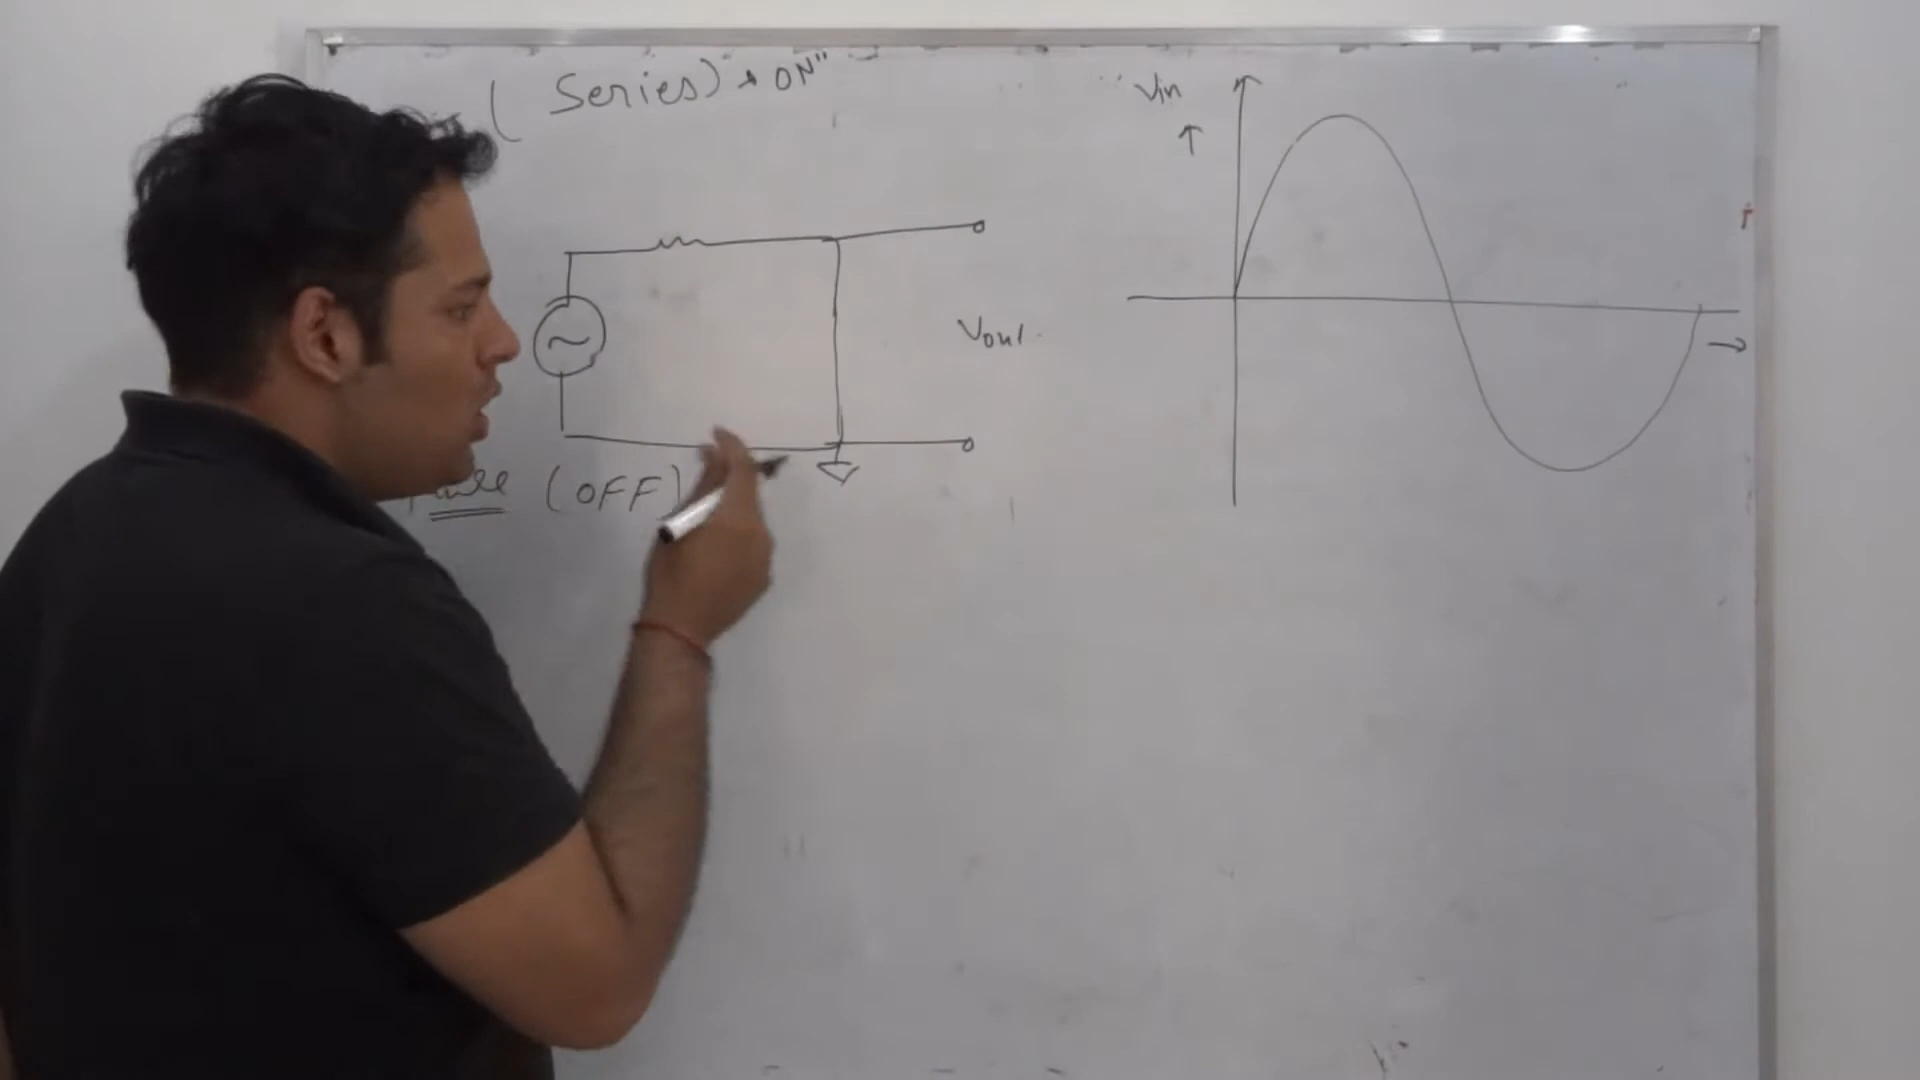 (Series) → ON"
Vin
Vout
(OFF)